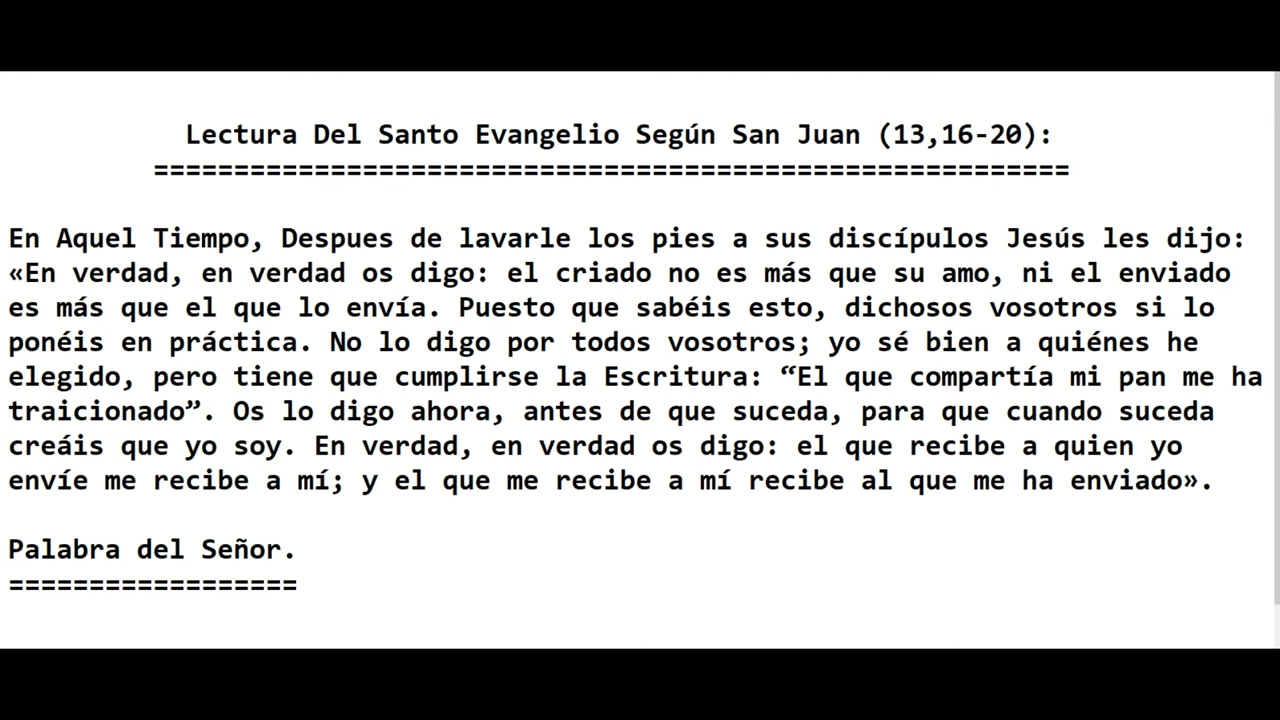 Lectura Del Santo Evangelio Según San Juan (13,16-20):
=========================================================
En Aquel Tiempo, Despues de lavarle los pies a sus discípulos Jesús les dijo:
«En verdad, en verdad os digo: el criado no es más que su amo, ni el enviado
es más que el que lo envía. Puesto que sabéis esto, dichosos vosotros si lo
ponéis en práctica. No lo digo por todos vosotros; yo sé bien a quiénes he
elegido, pero tiene que cumplirse la Escritura: “El que compartía mi pan me ha
traicionado”. Os lo digo ahora, antes de que suceda, para que cuando suceda
creáis que yo soy. En verdad, en verdad os digo: el que recibe a quien yo
envíe me recibe a mí; y el que me recibe a mí recibe al que me ha enviado».
Palabra del Señor.
==================